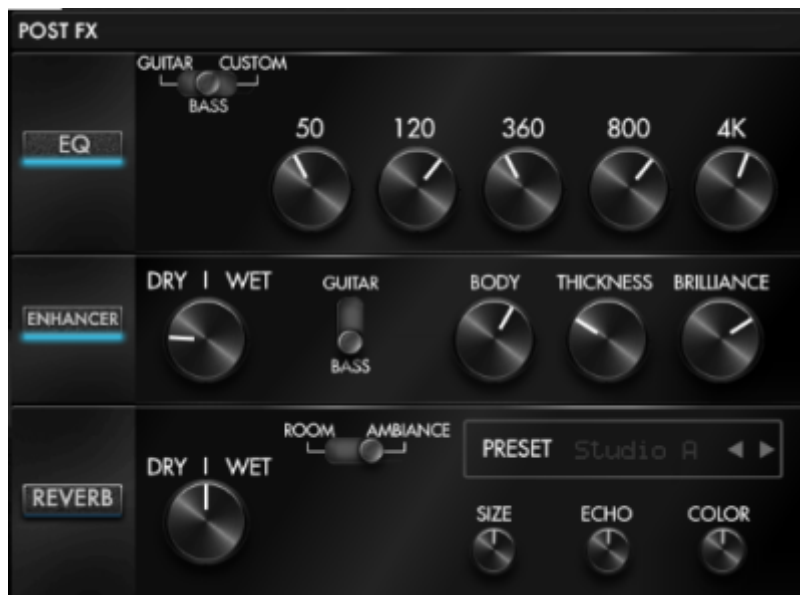 POST FX
GUITAR CUSTOM
BASS
EQ
50 120 360 800 4K
DRY | WET
GUITAR
BODY THICKNESS BRILLIANCE
ENHANCER
BASS
ROOM AMBIANCE
PRESET Studio A
DRY | WET
REVERB
SIZE ECHO COLOR